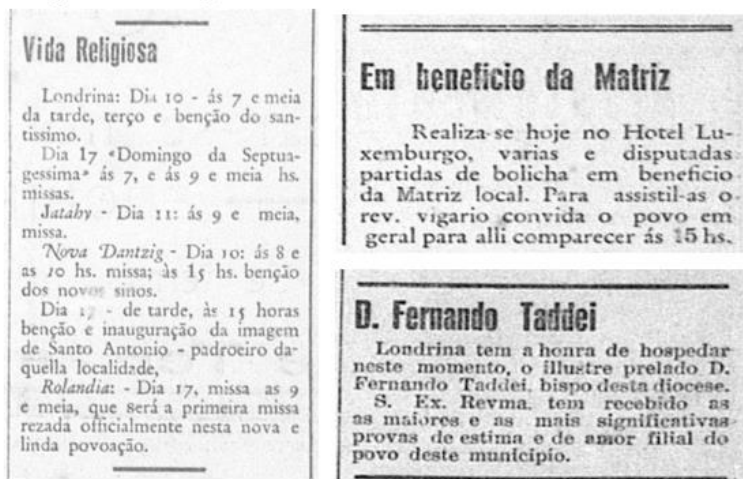 Vida Religiosa
Londrina: Dia 10 - ás 7 e meia
da tarde, terço e benção do san-
tissimo.
Dia 17 «Domingo da Septua-
gessima» ás 7, e ás 9 e meia hs.
missas.
Jatahy - Dia 11: ás 9 e meia,
missa.
Nova Dantzig - Dia 10: ás 8 e
as 10 hs. missa; às 15 hs. benção
dos novos sinos.
Dia 17 - de tarde, às 15 horas
benção e inauguração da imagem
de Santo Antonio - padroeiro da-
quella localidade,
Rolandia: - Dia 17, missa as 9
e meia, que será a primeira missa
rezada officialmente nesta nova e
linda povoação.
Em beneficio da Matriz
Realiza-se hoje no Hotel Lu-
xemburgo, varias e disputadas
partidas de bolicha em beneficio
da Matriz local. Para assistil-as o
rev. vigario convida o povo em
geral para alli comparecer ás 15 hs.
D. Fernando Taddei
Londrina tem a honra de hospedar
neste momento, o illustre prelado D.
Fernando Taddei, bispo desta diocese.
S. Ex. Revma. tem recebido as
as maiores e as mais significativas
provas de estima e de amor filial do
povo deste municipio.